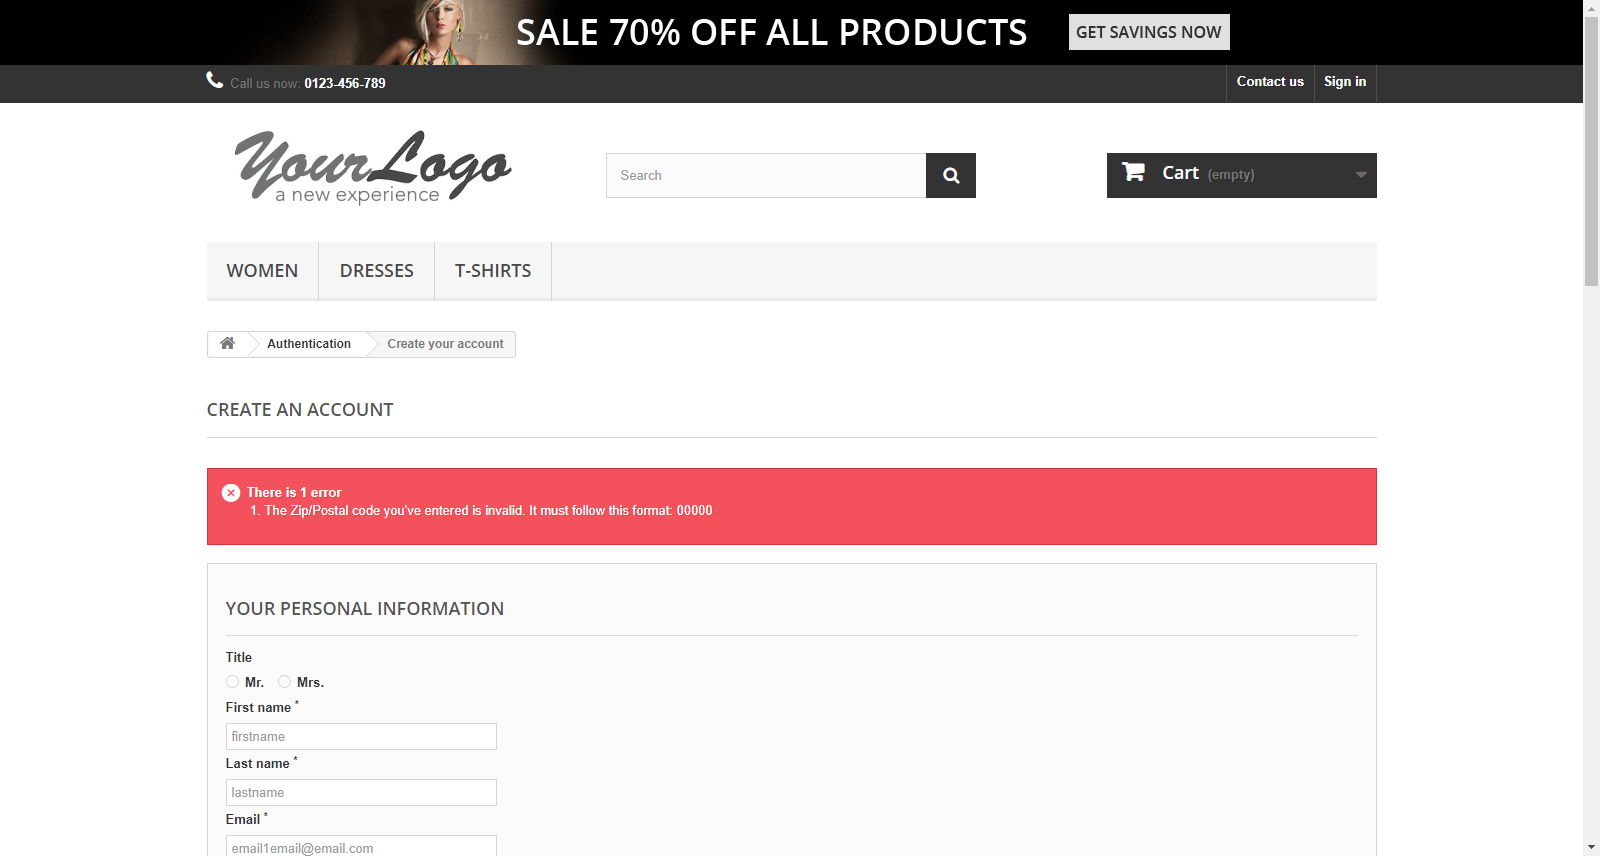 SALE 70% OFF ALL PRODUCTS GET SAVINGS NOW
Call us now: 0123-456-789 Contact us Sign in
YourLogo
a new experience
Search
Cart (empty)
WOMEN DRESSES T-SHIRTS
Authentication Create your account
CREATE AN ACCOUNT
There is 1 error
1. The Zip/Postal code you've entered is invalid. It must follow this format: 00000
YOUR PERSONAL INFORMATION
Title
Mr. Mrs.
First name *
firstname
Last name *
lastname
Email *
email1email@email.com